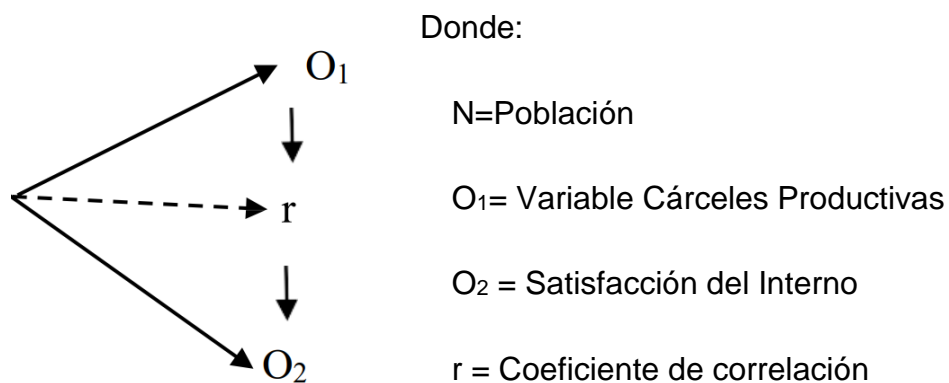 Donde:
O₁
N=Población
r
O₁= Variable Cárceles Productivas
O₂ = Satisfacción del Interno
O₂
r = Coeficiente de correlación